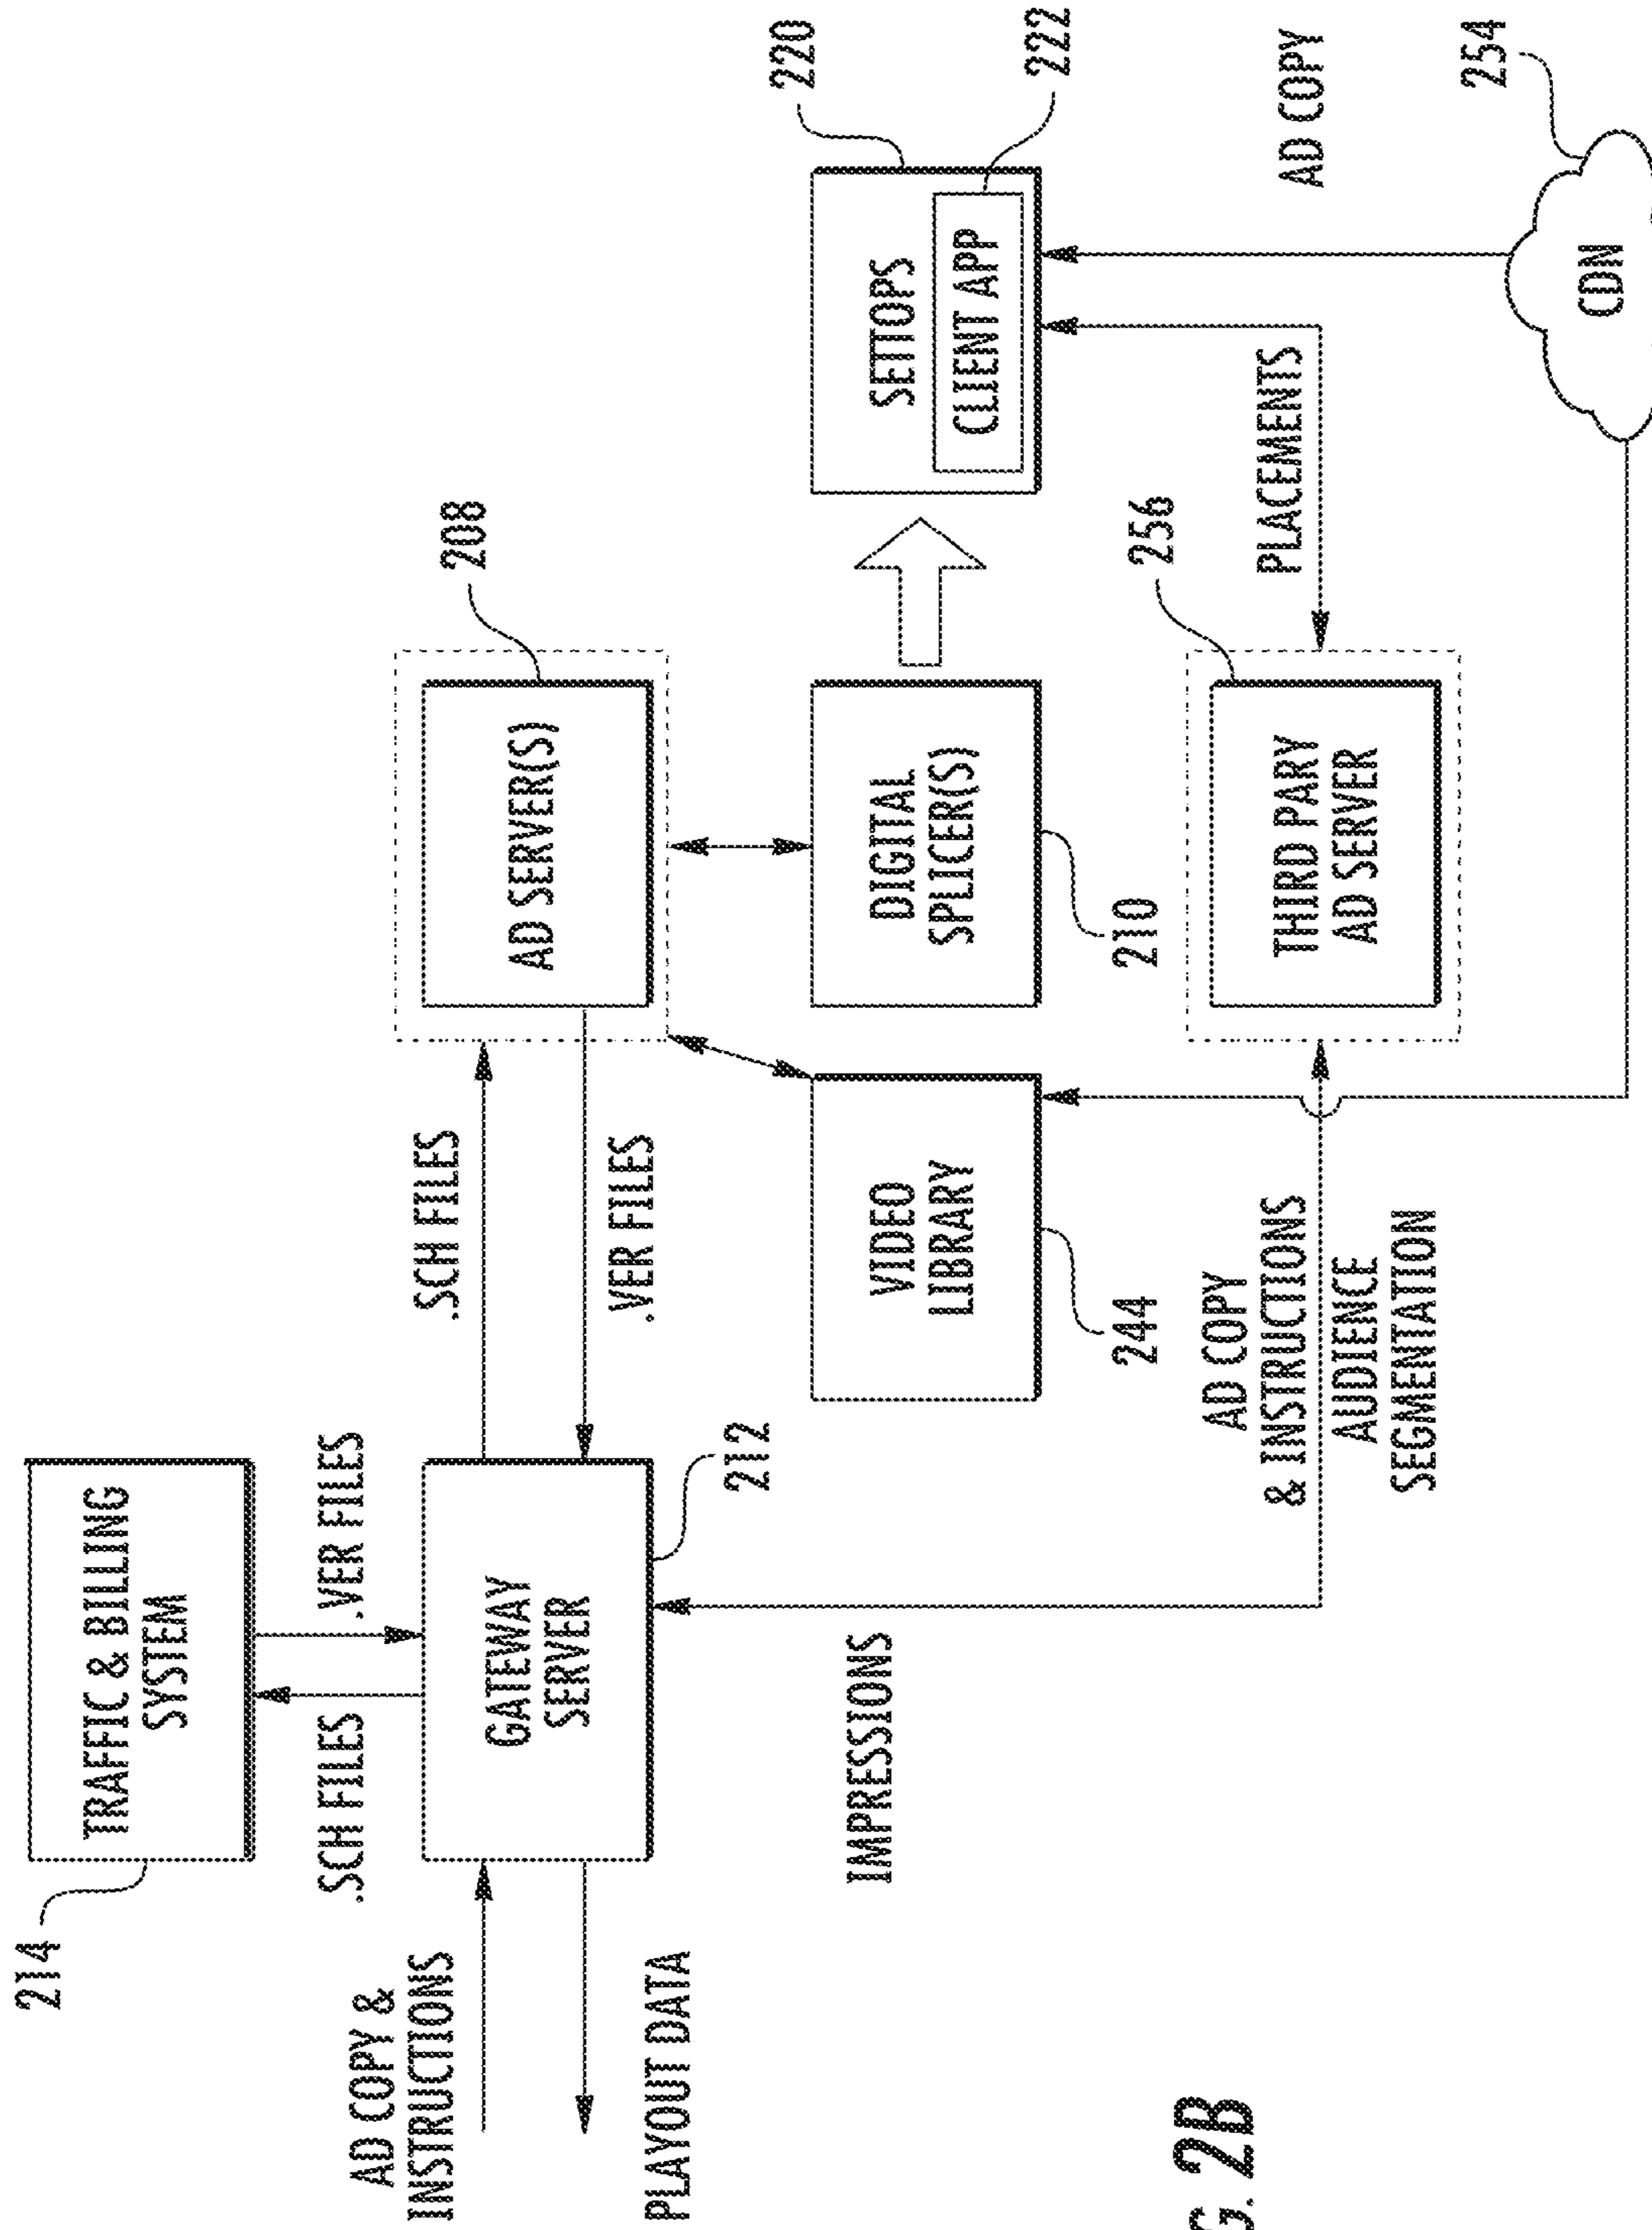 214
TRAFFIC & BILLING
SYSTEM
.SCH FILES
.VER FILES
AD COPY &
INSTRUCTIONS
PLAYOUT DATA
GATEWAY
SERVER
212
.SCH FILES
.VER FILES
AD SERVER(S)
208
IMPRESSIONS
VIDEO
LIBRARY
244
DIGITAL
SPLICER(S)
210
SETTOPS
CLIENT APP
220
222
AD COPY
& INSTRUCTIONS
AUDIENCE
SEGMENTATION
THIRD PARY
AD SERVER
256
PLACEMENTS
AD COPY
CDN
254
G. 2B